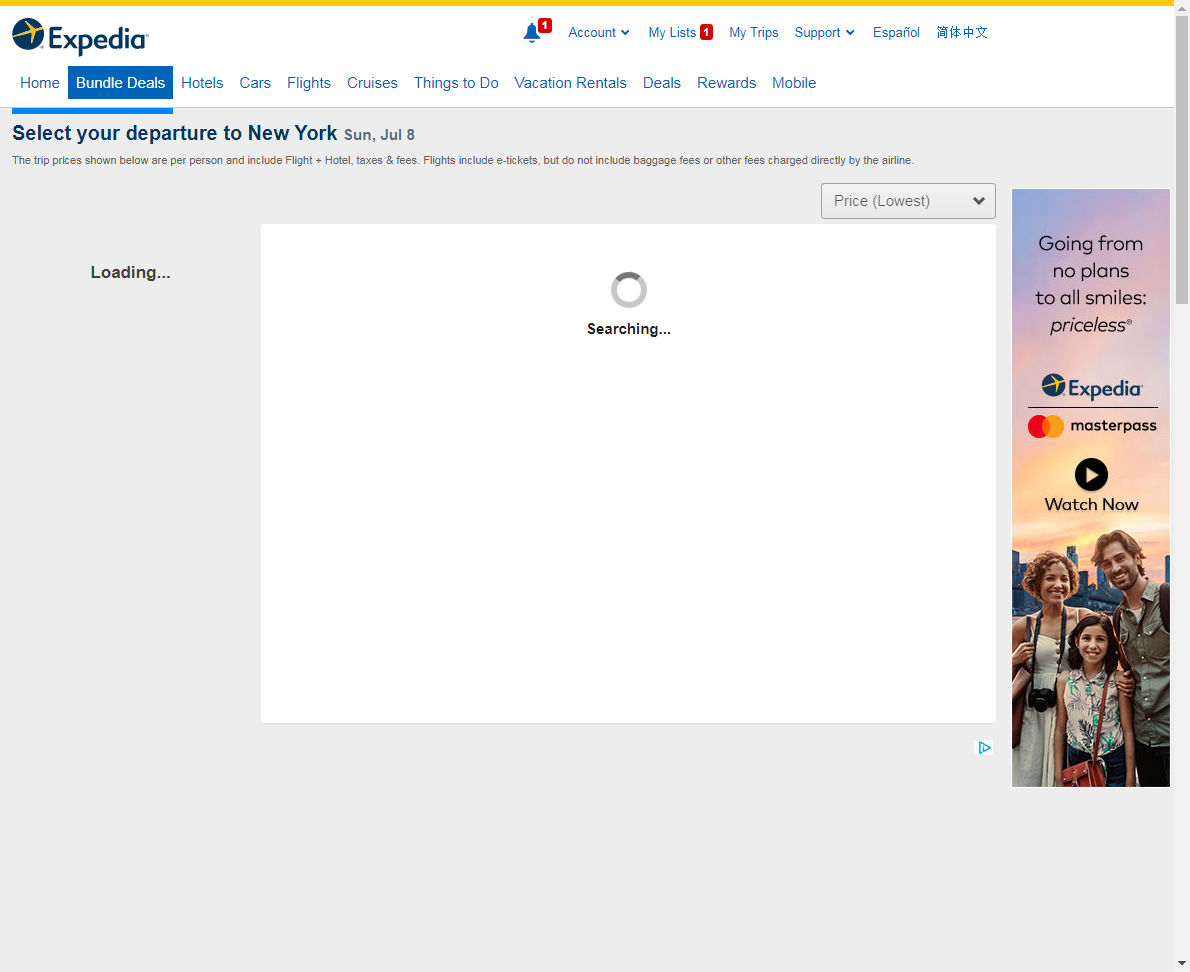 Expedia
1
Account
My Lists 1
My Trips
Support
Español
简体中文
Home
Bundle Deals
Hotels
Cars
Flights
Cruises
Things to Do
Vacation Rentals
Deals
Rewards
Mobile
Select your departure to New York Sun, Jul 8
The trip prices shown below are per person and include Flight + Hotel, taxes & fees. Flights include e-tickets, but do not include baggage fees or other fees charged directly by the airline.
Price (Lowest)
Loading...
Searching...
Going from
no plans
to all smiles:
priceless®
Expedia
masterpass
Watch Now